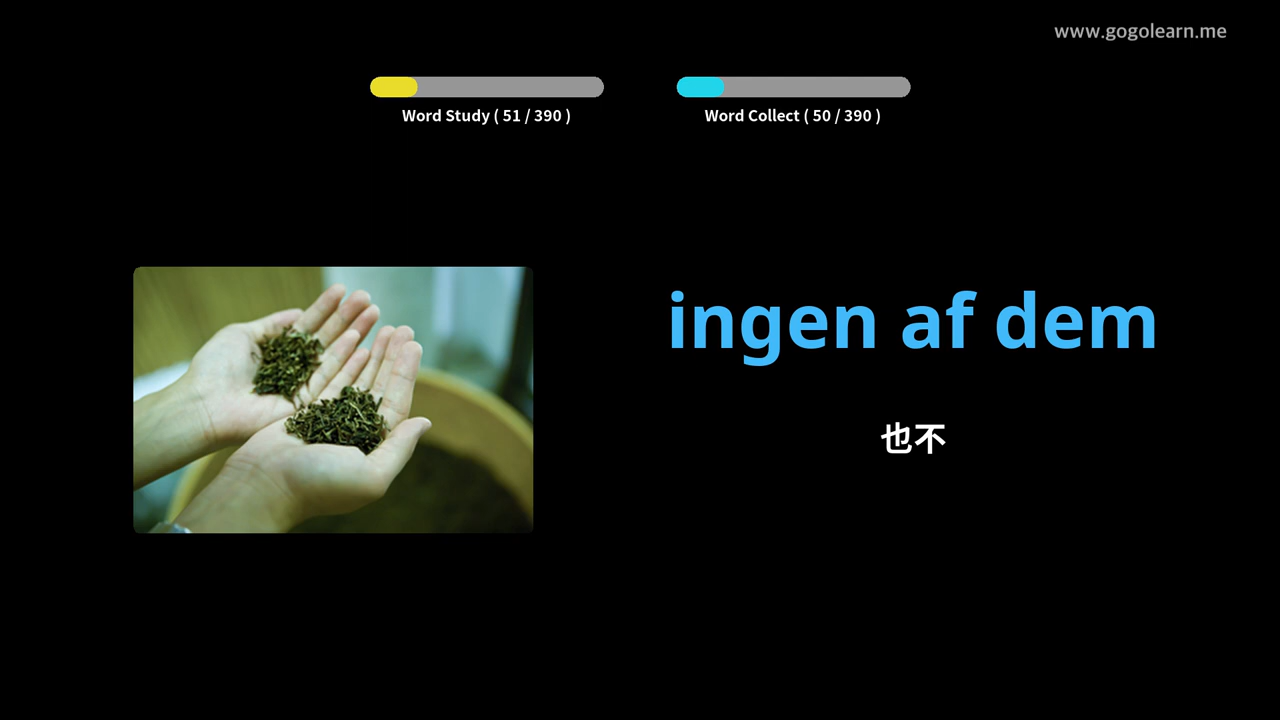 www.gogolearn.me
Word Study ( 51 / 390 )
Word Collect ( 50 / 390 )
ingen af dem
也不